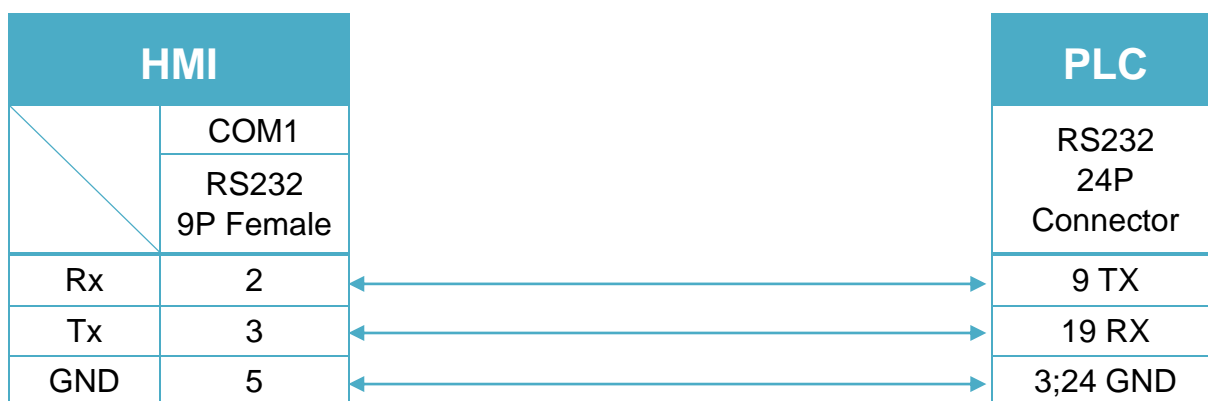 HMI
PLC
COM1
RS232
9P Female
RS232
24P
Connector
Rx 2 9 TX
Tx 3 19 RX
GND 5 3;24 GND